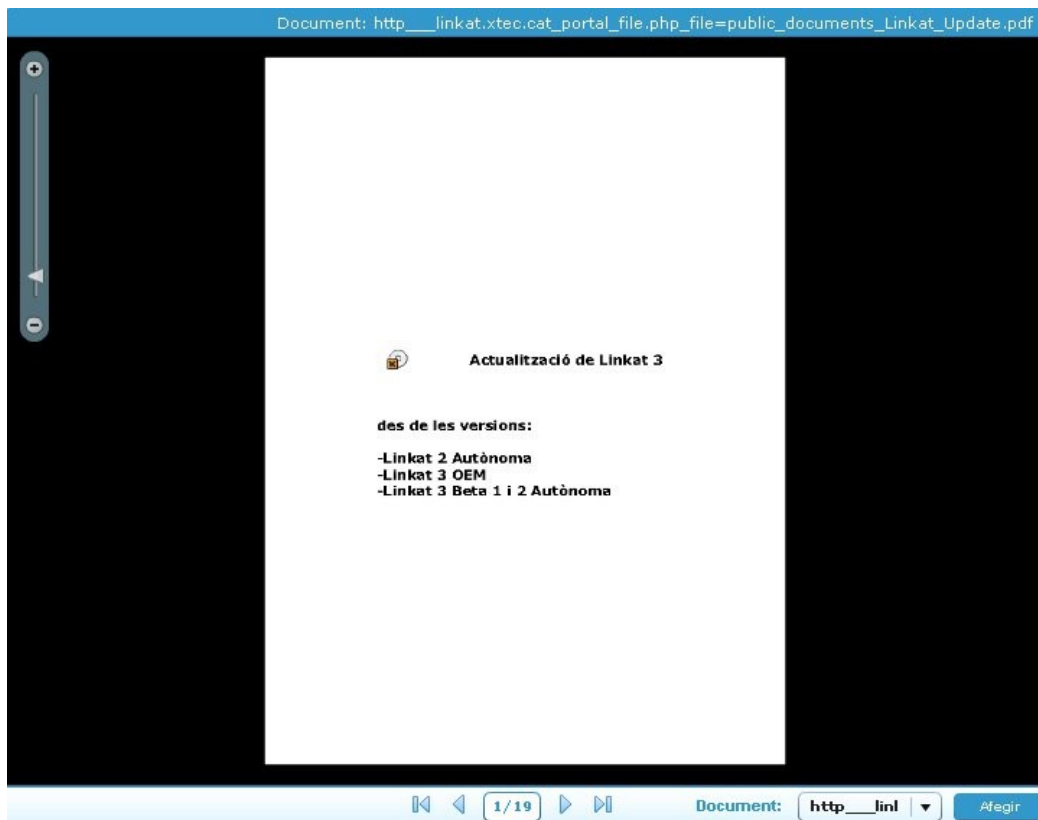 Document: http___linkat.xtec.cat_portal_file.php_file=public_documents_Linkat_Update.pdf
Actualització de Linkat 3
des de les versions:
-Linkat 2 Autònoma
-Linkat 3 OEM
-Linkat 3 Beta 1 i 2 Autònoma
1/19 Document: http___linl Afegir